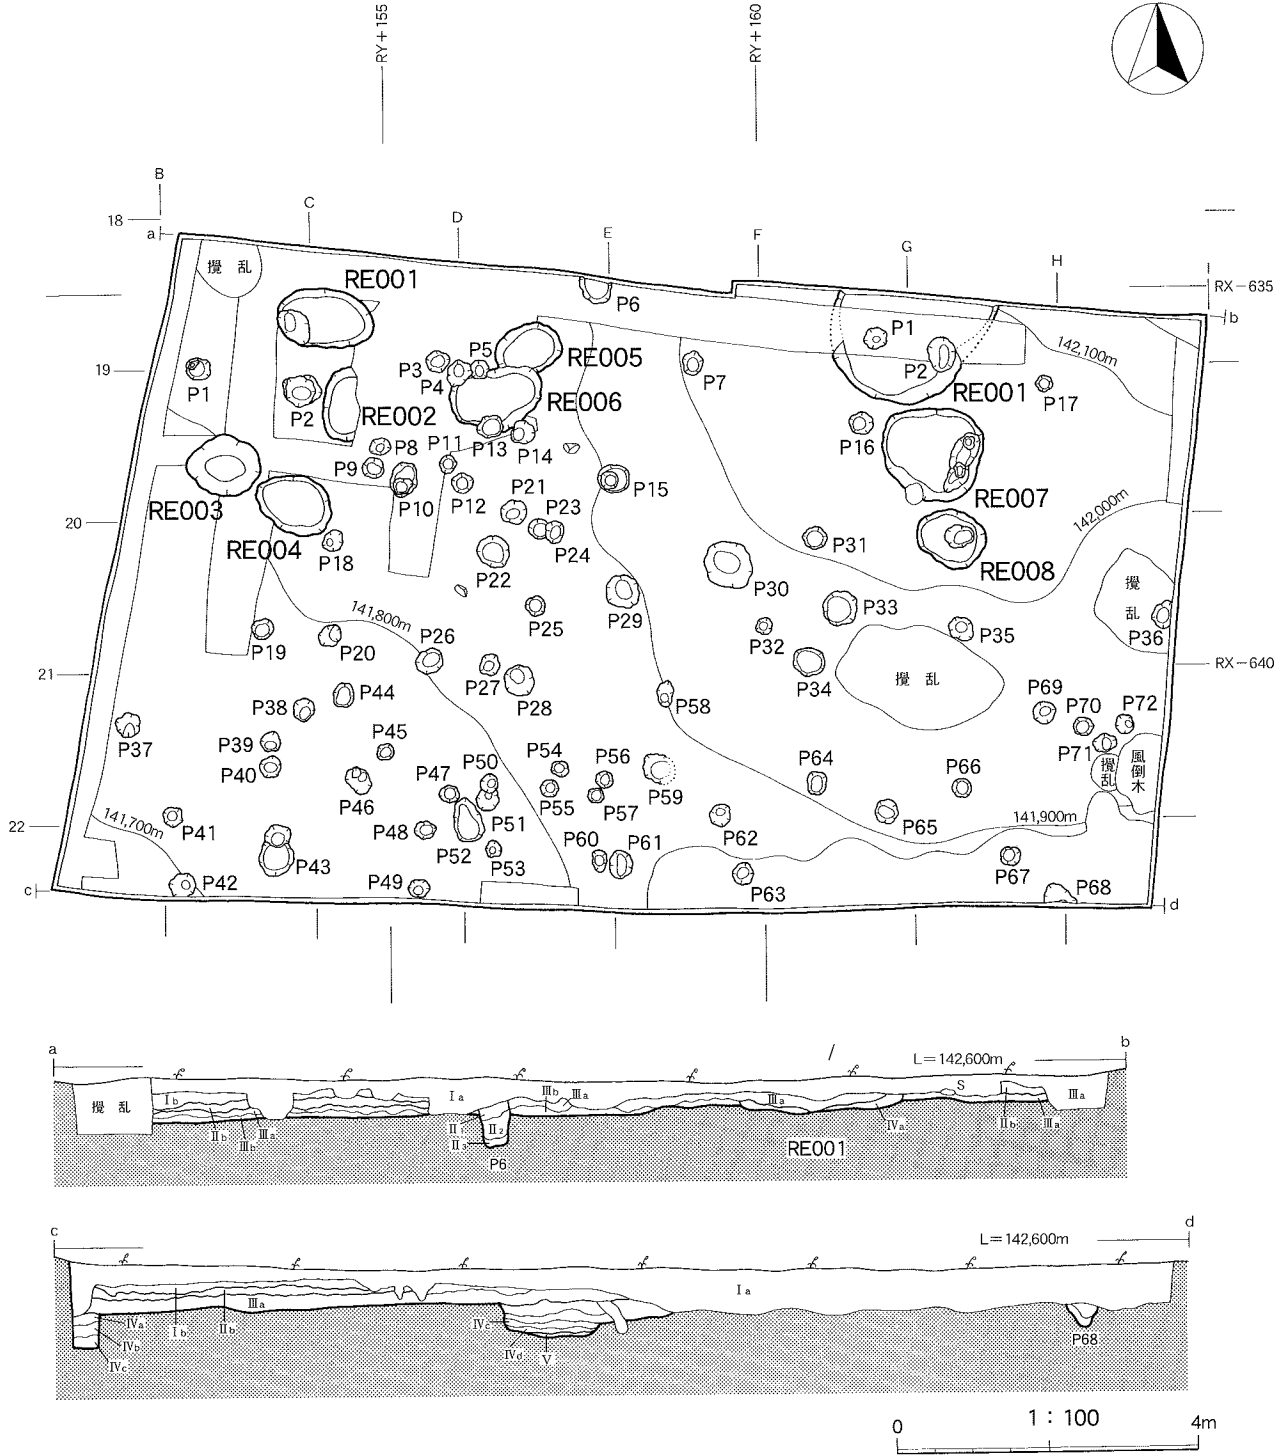 RY+155
RY+160
B
C
D
E
F
G
H
18
a
攪 乱
RE001
P6
RX-635
b
P1
142,100m
P5
RE005
P3
P4
19
P1
P2
P7
P2
P17
RE001
RE006
RE002
P16
P13
P14
P8
P11
P9
P10
P12
P15
RE007
RE003
P21
P23
142,000m
20
RE004
P18
P24
P31
P22
RE008
P30
攪
乱
141,800m
P25
P29
P33
P19
P20
P26
P32
P35
P36
P34
RX-640
21
P27
P28
攪 乱
P44
P38
P58
P69
P70
P72
P37
P39
P45
P71
P40
P54
P56
P64
P66
攪乱
風倒木
P46
P47
P50
P55
P57
P59
141,700m
P41
P51
P62
P65
141,900m
22
P48
P52
P53
P60
P61
P43
P67
P42
P49
P63
P68
c
d
a
b
L=142,600m
攪 乱
Ⅰb
Ⅰa
Ⅲb
Ⅲa
Ⅲa
S
Ⅲa
Ⅱb
Ⅲb
Ⅲa
Ⅱ₁
Ⅱ₂
Ⅱ₃
P6
Ⅳa
Ⅱb
Ⅲa
RE001
c
d
L=142,600m
Ⅰa
Ⅲa
Ⅳa
Ⅰb
Ⅱb
Ⅳb
Ⅳc
Ⅳc
Ⅳd
Ⅴ
P68
1:100
0
4m